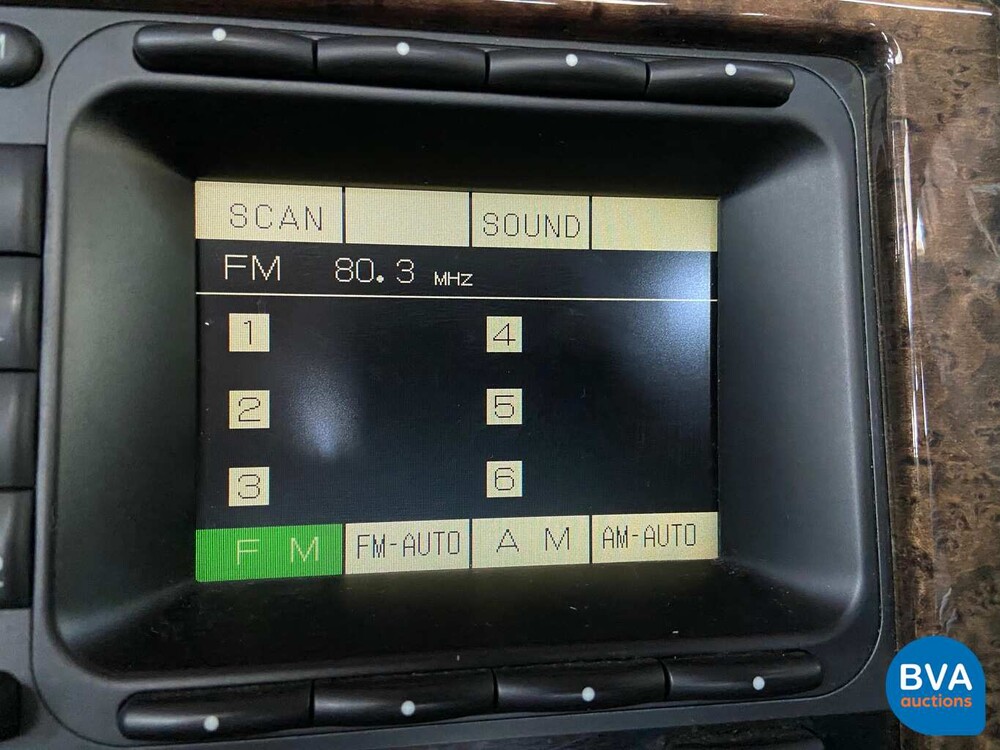 SCAN SOUND
FM 80.3 MHZ
1 4
2 5
3 6
F M FM-AUTO A M AM-AUTO
BVA
auctions